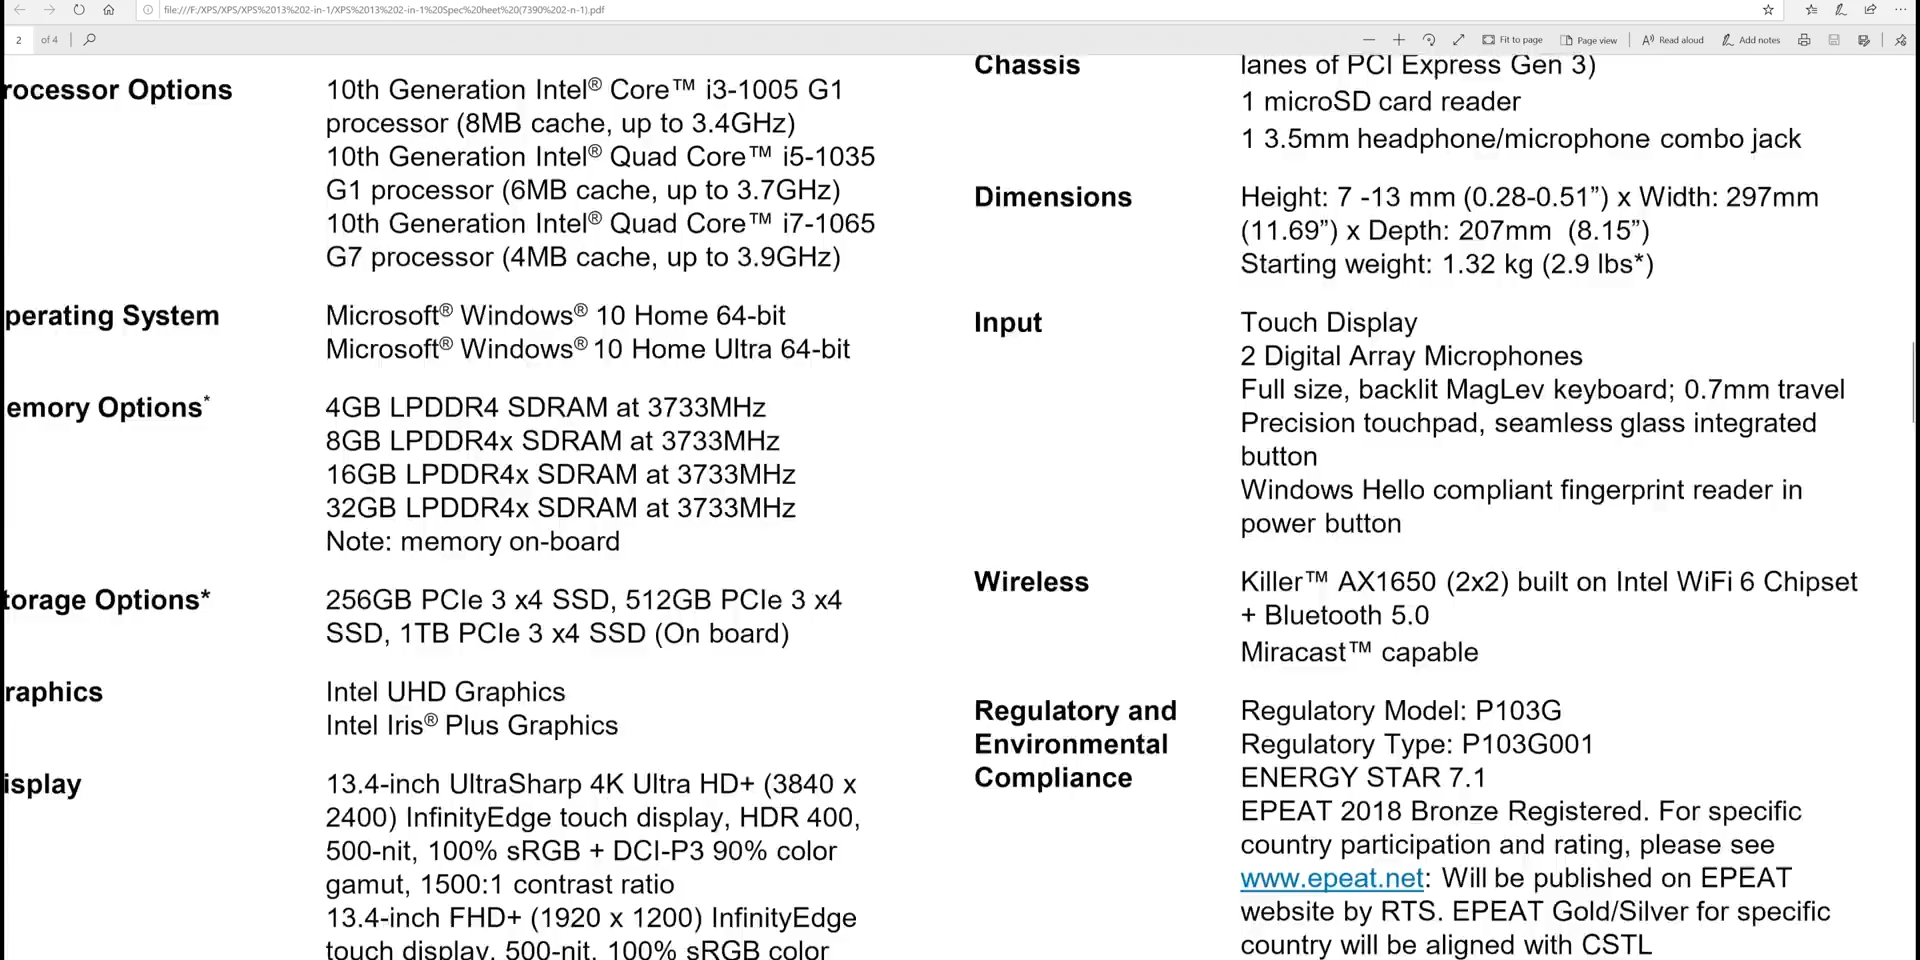 file:///F:/XPS/XPS/XPS%2013%202-in-1/XPS%2013%202-in-1%20Spec%20heet%20(7390%202-n-1).pdf
2 of 4
Fit to page
Page view
Read aloud
Add notes
rocessor Options
10th Generation Intel® Core™ i3-1005 G1
processor (8MB cache, up to 3.4GHz)
10th Generation Intel® Quad Core™ i5-1035
G1 processor (6MB cache, up to 3.7GHz)
10th Generation Intel® Quad Core™ i7-1065
G7 processor (4MB cache, up to 3.9GHz)
perating System
Microsoft® Windows® 10 Home 64-bit
Microsoft® Windows® 10 Home Ultra 64-bit
emory Options*
4GB LPDDR4 SDRAM at 3733MHz
8GB LPDDR4x SDRAM at 3733MHz
16GB LPDDR4x SDRAM at 3733MHz
32GB LPDDR4x SDRAM at 3733MHz
Note: memory on-board
torage Options*
256GB PCIe 3 x4 SSD, 512GB PCIe 3 x4
SSD, 1TB PCIe 3 x4 SSD (On board)
raphics
Intel UHD Graphics
Intel Iris® Plus Graphics
isplay
13.4-inch UltraSharp 4K Ultra HD+ (3840 x
2400) InfinityEdge touch display, HDR 400,
500-nit, 100% sRGB + DCI-P3 90% color
gamut, 1500:1 contrast ratio
13.4-inch FHD+ (1920 x 1200) InfinityEdge
touch display, 500-nit, 100% sRGB color
Chassis
lanes of PCI Express Gen 3)
1 microSD card reader
1 3.5mm headphone/microphone combo jack
Dimensions
Height: 7 -13 mm (0.28-0.51”) x Width: 297mm
(11.69”) x Depth: 207mm (8.15”)
Starting weight: 1.32 kg (2.9 lbs*)
Input
Touch Display
2 Digital Array Microphones
Full size, backlit MagLev keyboard; 0.7mm travel
Precision touchpad, seamless glass integrated
button
Windows Hello compliant fingerprint reader in
power button
Wireless
Killer™ AX1650 (2x2) built on Intel WiFi 6 Chipset
+ Bluetooth 5.0
Miracast™ capable
Regulatory and
Environmental
Compliance
Regulatory Model: P103G
Regulatory Type: P103G001
ENERGY STAR 7.1
EPEAT 2018 Bronze Registered. For specific
country participation and rating, please see
www.epeat.net: Will be published on EPEAT
website by RTS. EPEAT Gold/Silver for specific
country will be aligned with CSTL